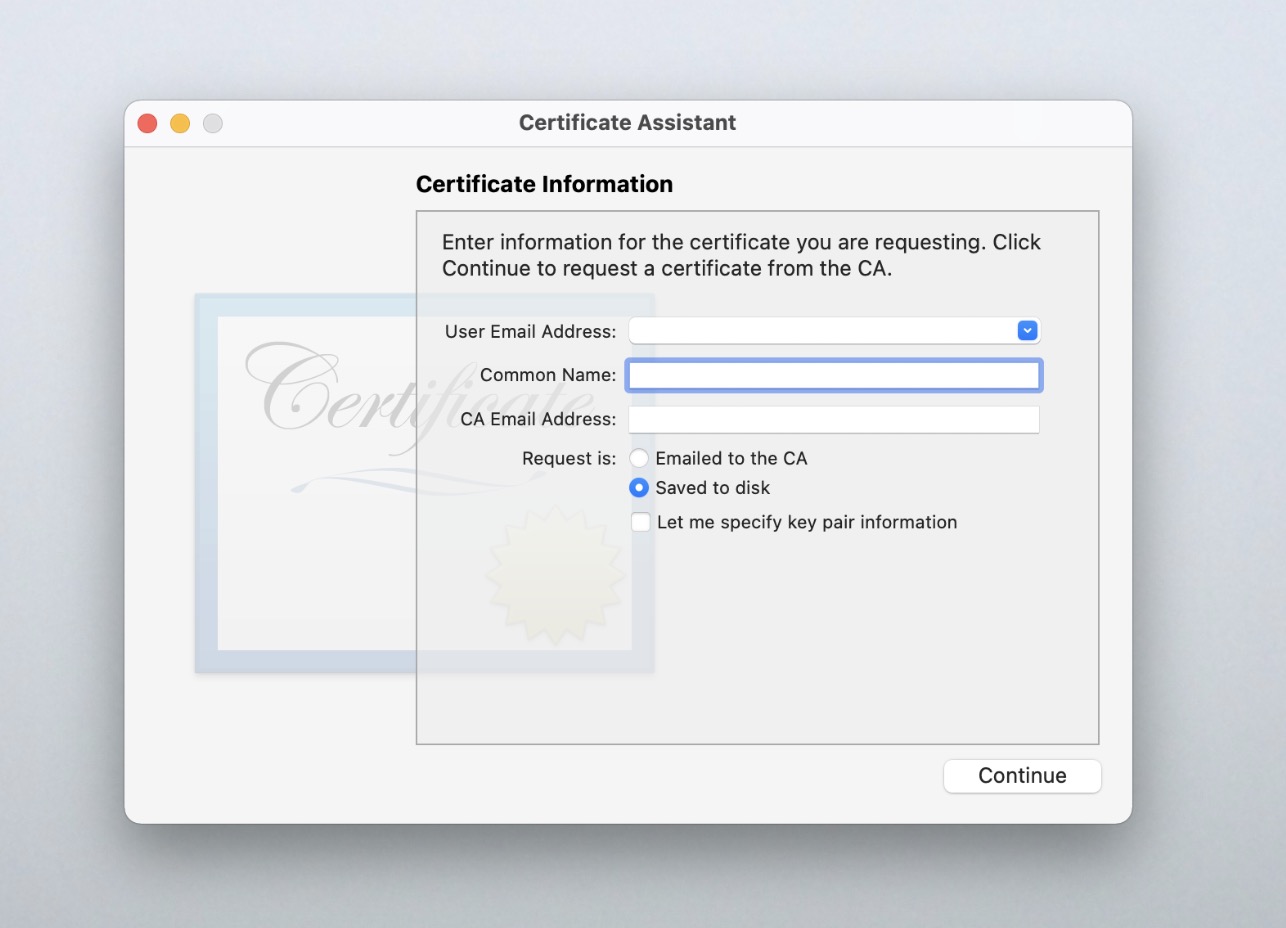 Certificate Assistant
Certificate Information
Enter information for the certificate you are requesting. Click
Continue to request a certificate from the CA.
Certificate
User Email Address:
Common Name:
CA Email Address:
Request is:
Emailed to the CA
Saved to disk
Let me specify key pair information
Continue